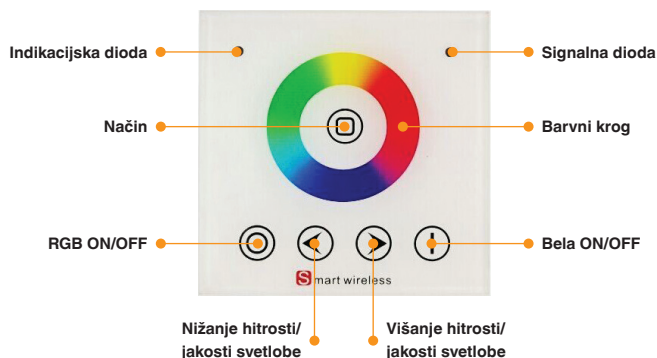 Indikacijska dioda
Signalna dioda
Način
Barvni krog
RGB ON/OFF
Bela ON/OFF
Smart wireless
Nižanje hitrosti/
jakosti svetlobe
Višanje hitrosti/
jakosti svetlobe